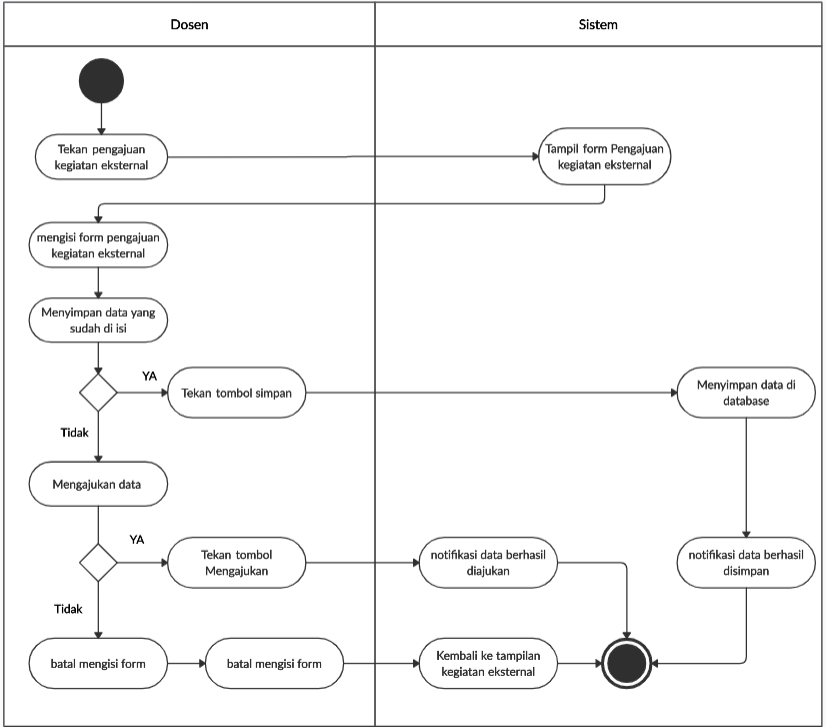 Dosen
Sistem
Tekan pengajuan
kegiatan eksternal
Tampil form Pengajuan
kegiatan eksternal
mengisi form pengajuan
kegiatan eksternal
Menyimpan data yang
sudah di isi
YA
Tekan tombol simpan
Menyimpan data di
database
Tidak
Mengajukan data
YA
Tekan tombol
Mengajukan
notifikasi data berhasil
diajukan
notifikasi data berhasil
disimpan
Tidak
batal mengisi form
batal mengisi form
Kembali ke tampilan
kegiatan eksternal